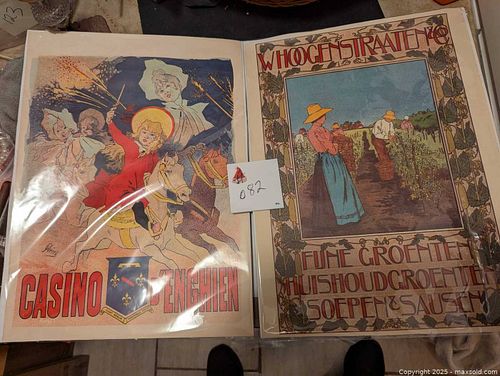 CASINO D'ENGHIEN
082
W. HOOGENSTRAATEN & Co
FIJNE GROENTEN
HUISHOUDGROENTEN
SOEPEN & SAUSEN
Copyright © 2025 - maxsold.com